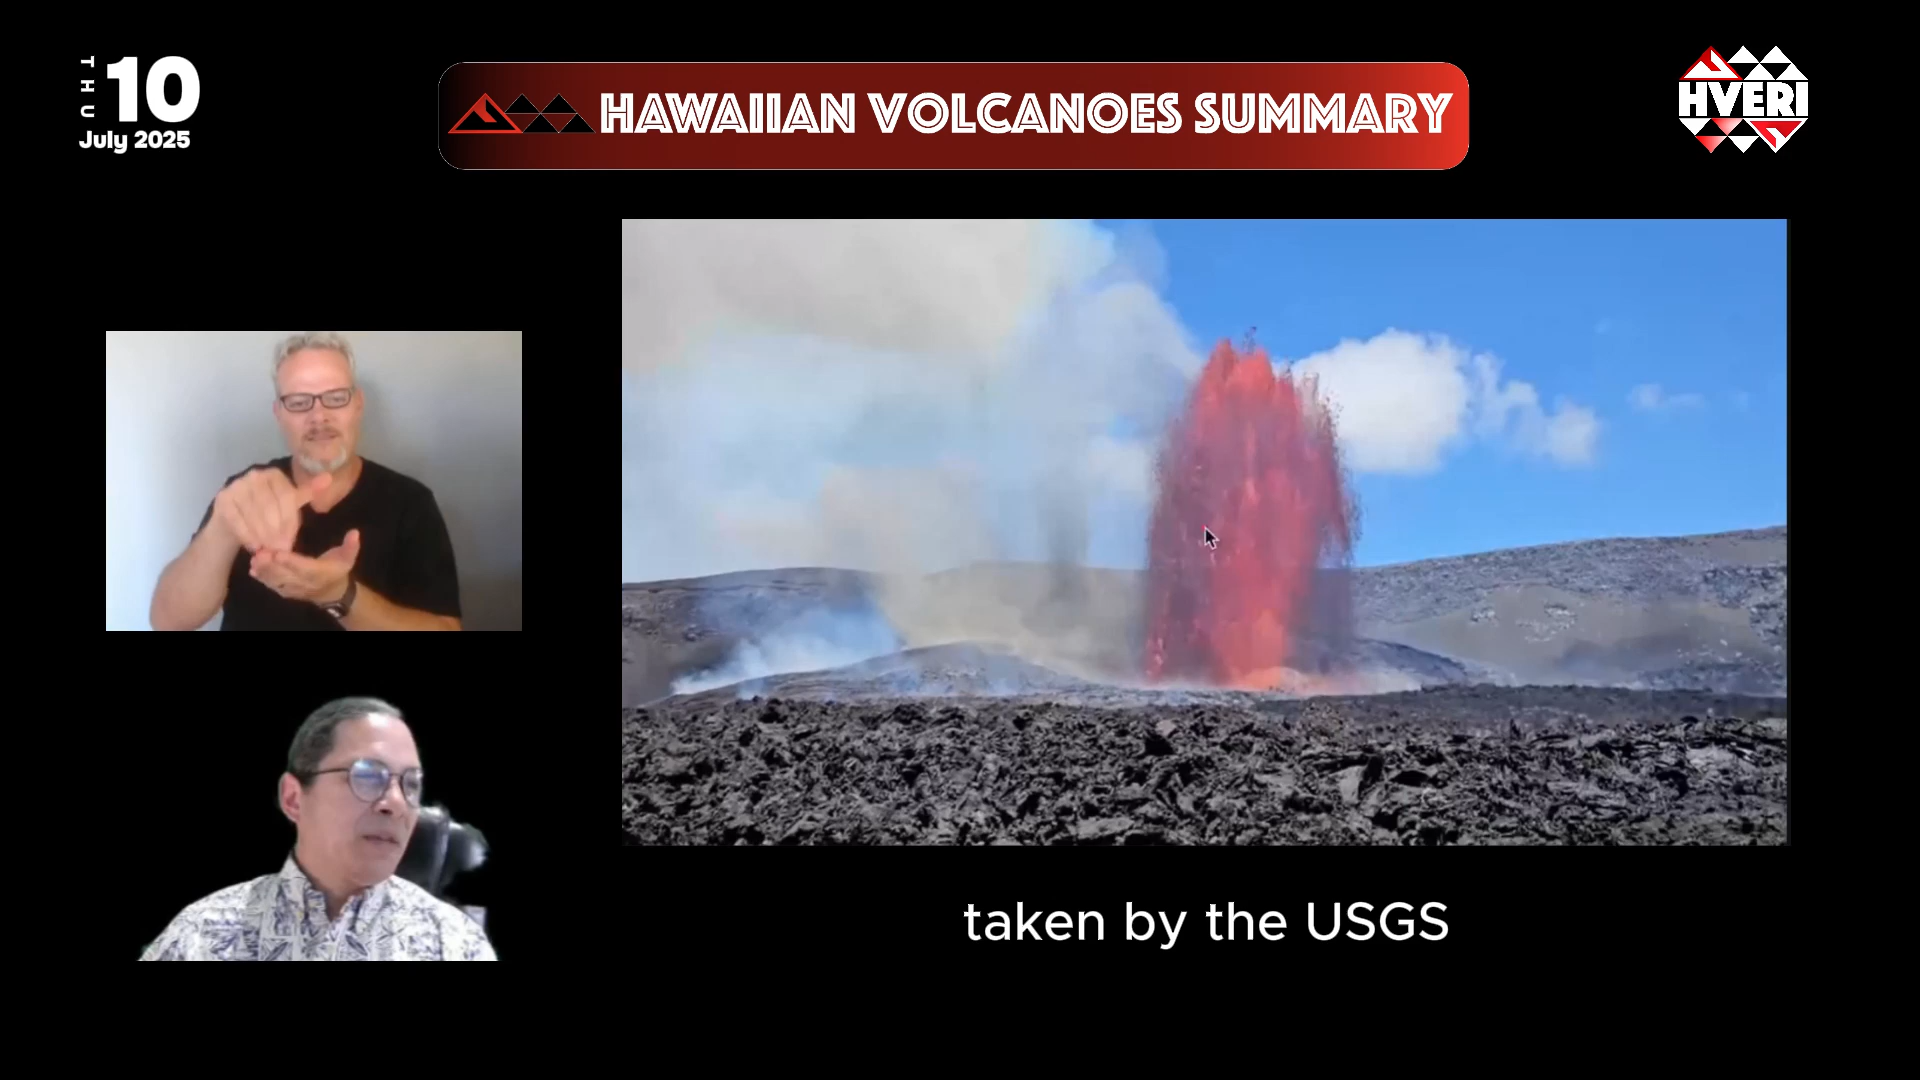 THU
10
July 2025
HAWAIIAN VOLCANOES SUMMARY
HVERI
taken by the USGS